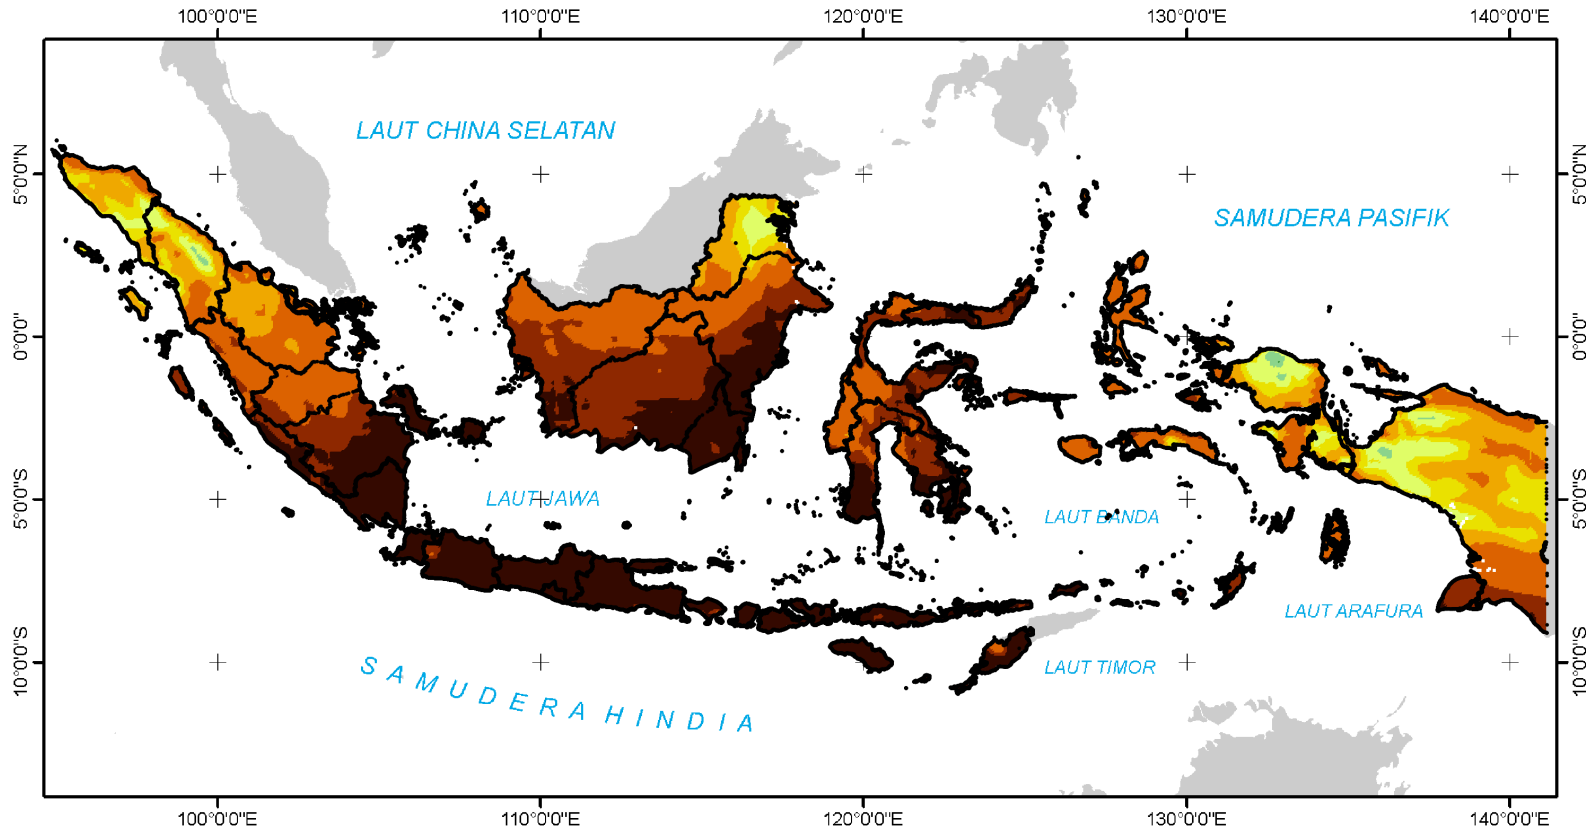 100°0'0"E 110°0'0"E 120°0'0"E 130°0'0"E 140°0'0"E
LAUT CHINA SELATAN
5°0'0"N 5°0'0"N
SAMUDERA PASIFIK
0°0'0" 0°0'0"
5°0'0"S LAUT JAWA 5°0'0"S
LAUT BANDA
LAUT ARAFURA
10°0'0"S LAUT TIMOR 10°0'0"S
SAMUDERA HINDIA
100°0'0"E 110°0'0"E 120°0'0"E 130°0'0"E 140°0'0"E